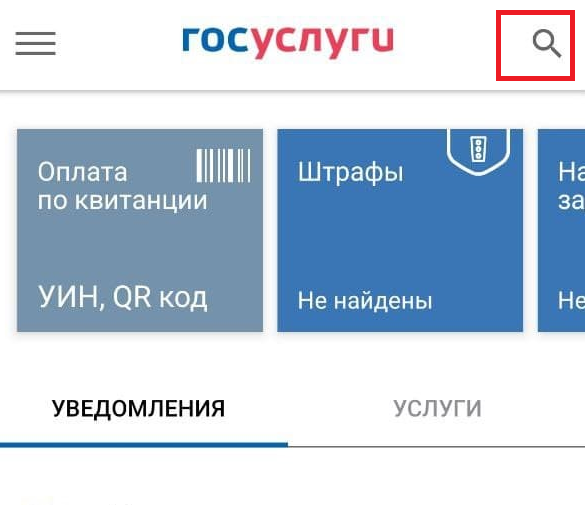 госуслуги
Оплата
по квитанции
УИН, QR код
Штрафы
Не найдены
УВЕДОМЛЕНИЯ
УСЛУГИ